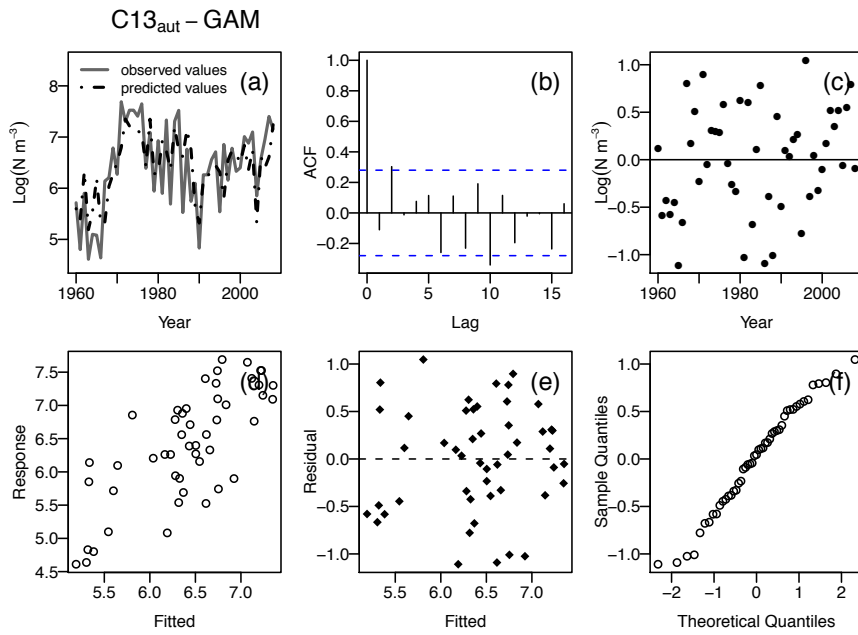 C13aut – GAM
(a)
observed values
predicted values
Log(N m−3)
8
7
6
5
1960
1980
2000
Year
(b)
ACF
1.0
0.8
0.6
0.4
0.2
0.0
−0.2
0
5
10
15
Lag
(c)
Log(N m−3)
1.0
0.5
0.0
−0.5
−1.0
1960
1980
2000
Year
Response
7.5
7.0
6.5
6.0
5.5
5.0
4.5
5.5
6.0
6.5
7.0
Fitted
(e)
Residual
1.0
0.5
0.0
−0.5
−1.0
5.5
6.0
6.5
7.0
Fitted
(f)
Sample Quantiles
1.0
0.5
0.0
−0.5
−1.0
−2
−1
0
1
2
Theoretical Quantiles